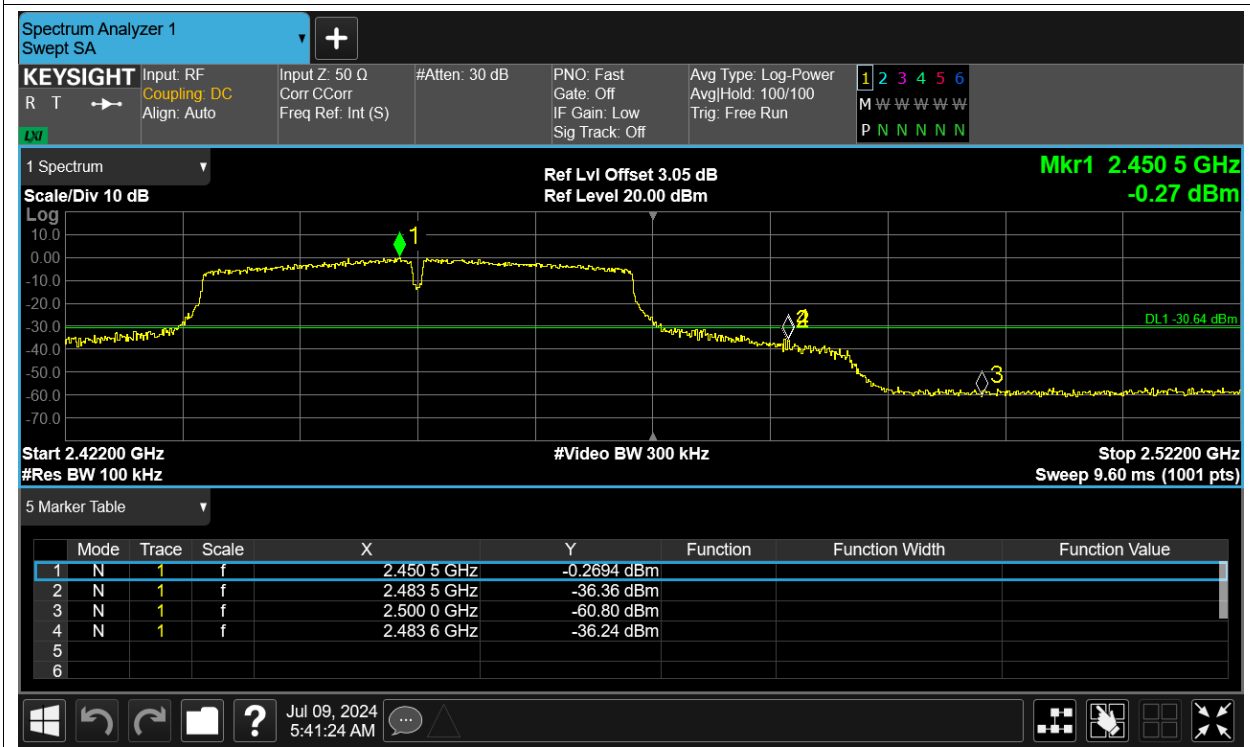 Spectrum Analyzer 1
Swept SA
KEYSIGHT Input: RF Input Z: 50 Ω #Atten: 30 dB PNO: Fast Avg Type: Log-Power 1 2 3 4 5 6
R T Coupling: DC Corr CCorr Gate: Off Avg|Hold: 100/100 M W W W W W
Align: Auto Freq Ref: Int (S) IF Gain: Low Trig: Free Run
LXI Sig Track: Off P N N N N N
1 Spectrum Ref Lvl Offset 3.05 dB Mkr1 2.450 5 GHz
Scale/Div 10 dB Ref Level 20.00 dBm -0.27 dBm
Log
10.0 1
0.00
-10.0
-20.0
-30.0 2 DL1 -30.64 dBm
-40.0
-50.0 3
-60.0
-70.0
Start 2.42200 GHz #Video BW 300 kHz Stop 2.52200 GHz
#Res BW 100 kHz Sweep 9.60 ms (1001 pts)
5 Marker Table
Mode Trace Scale X Y Function Function Width Function Value
1 N 1 f 2.450 5 GHz -0.2694 dBm
2 N 1 f 2.483 5 GHz -36.36 dBm
3 N 1 f 2.500 0 GHz -60.80 dBm
4 N 1 f 2.483 6 GHz -36.24 dBm
5
6
? Jul 09, 2024
5:41:24 AM